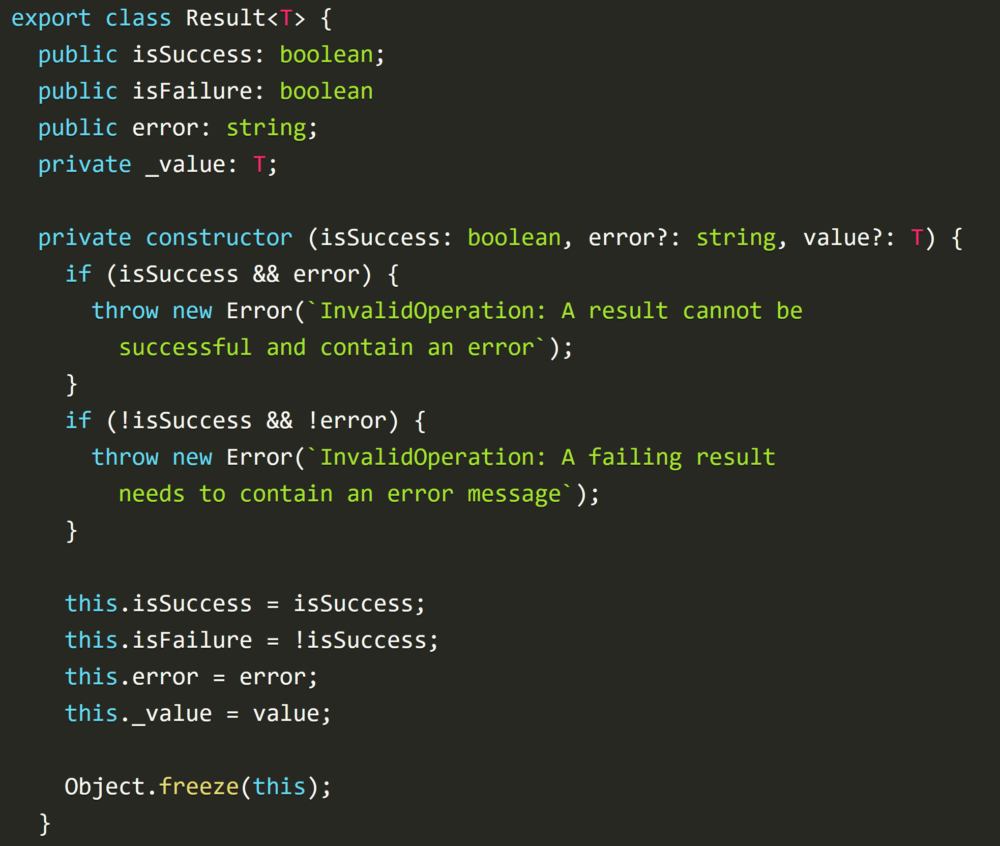 export class Result<T> {
  public isSuccess: boolean;
  public isFailure: boolean
  public error: string;
  private _value: T;

  private constructor (isSuccess: boolean, error?: string, value?: T) {
    if (isSuccess && error) {
      throw new Error(`InvalidOperation: A result cannot be
        successful and contain an error`);
    }
    if (!isSuccess && !error) {
      throw new Error(`InvalidOperation: A failing result
        needs to contain an error message`);
    }

    this.isSuccess = isSuccess;
    this.isFailure = !isSuccess;
    this.error = error;
    this._value = value;

    Object.freeze(this);
  }